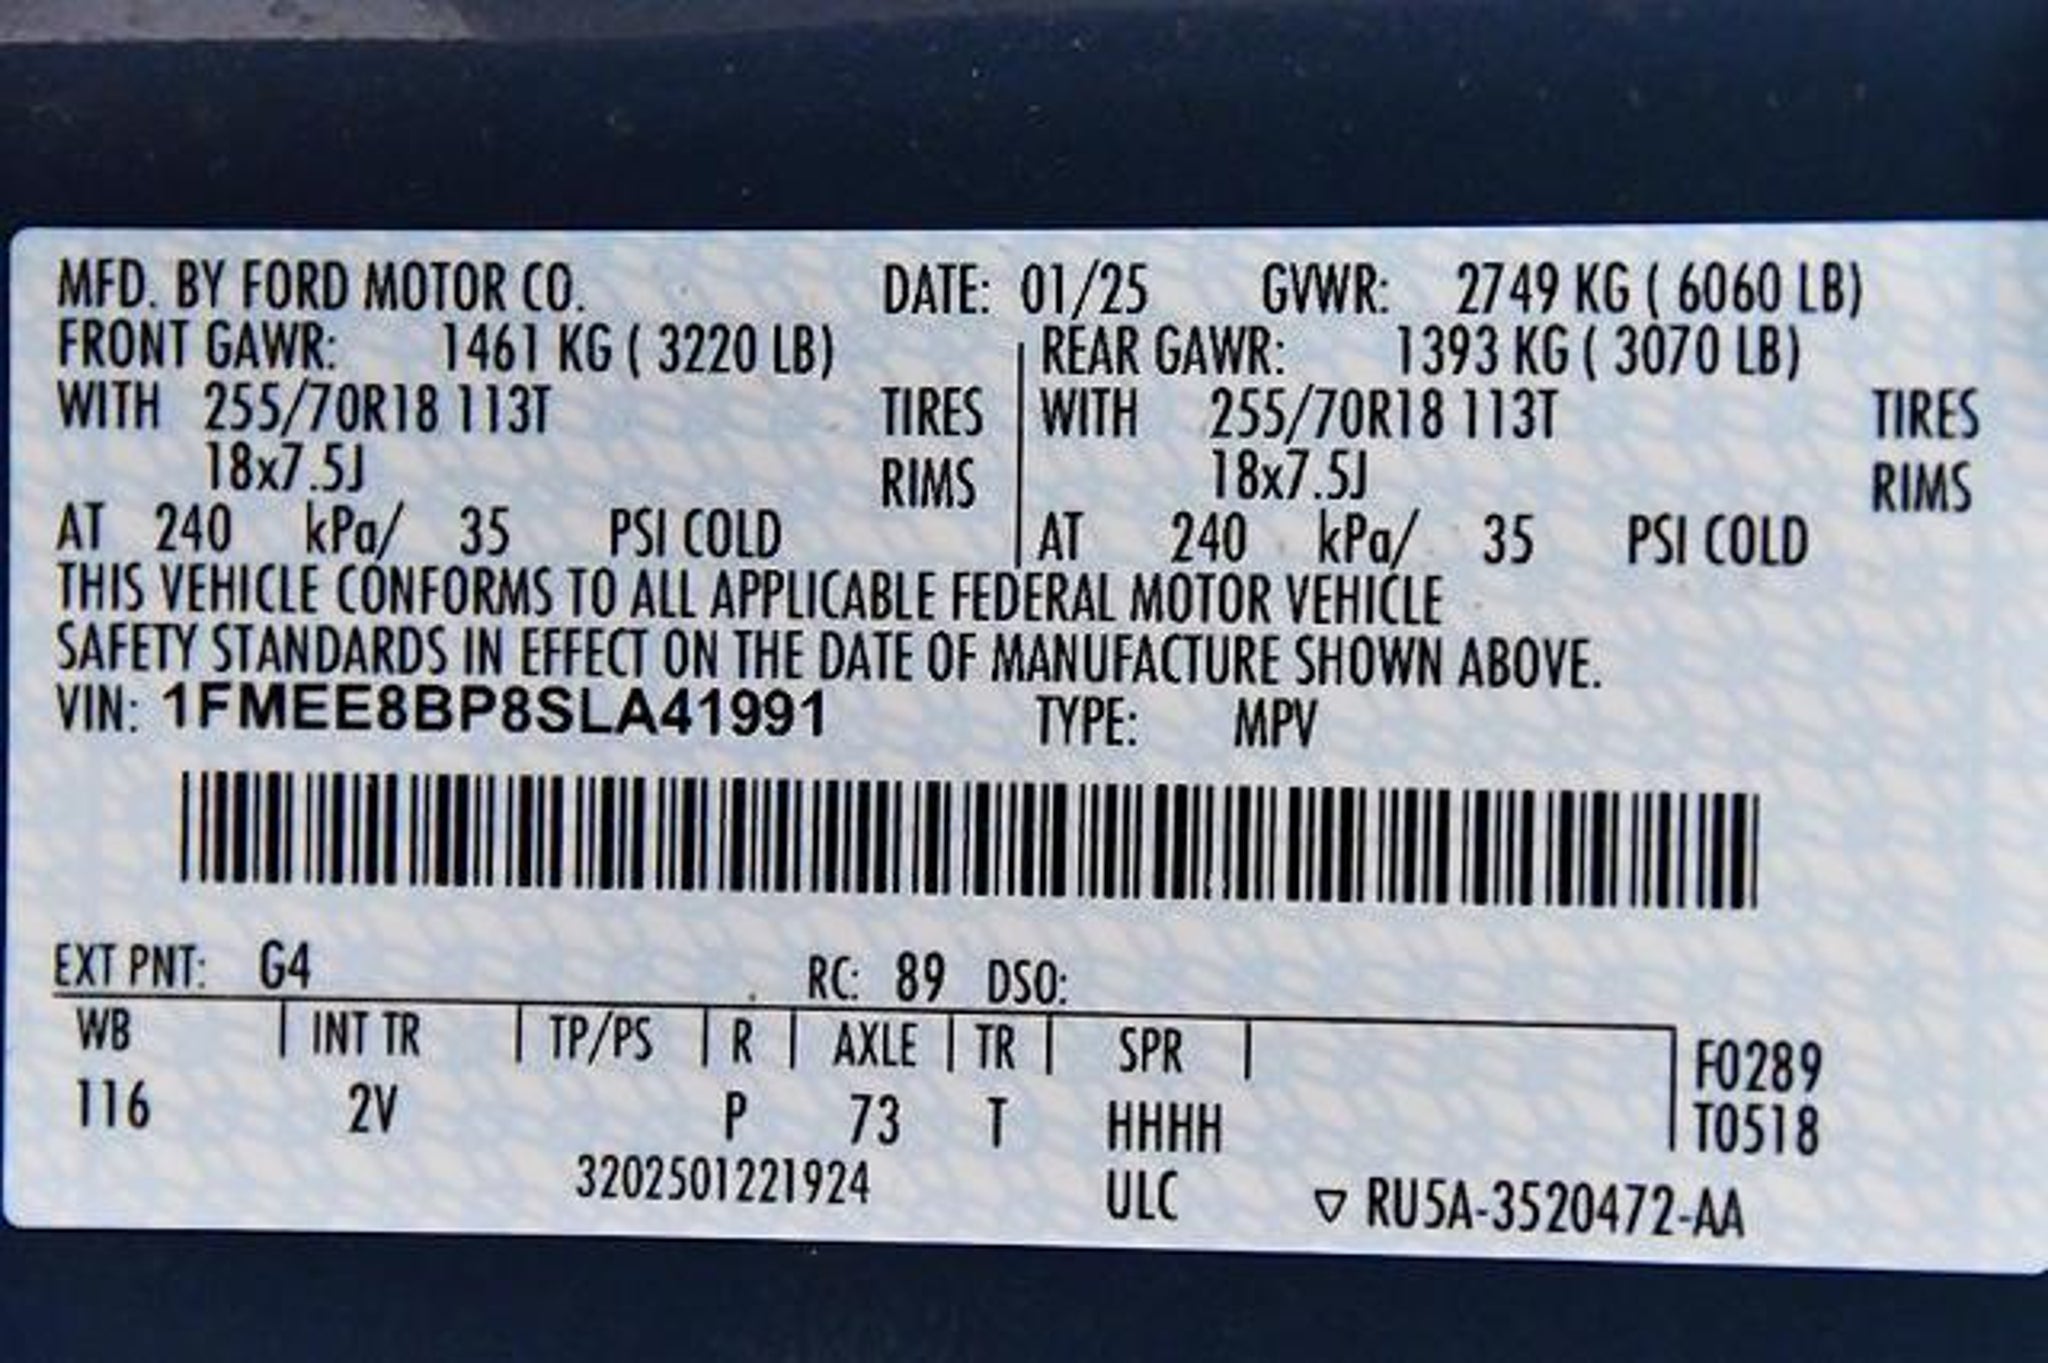 MFD. BY FORD MOTOR CO. DATE: 01/25 GVWR: 2749 KG ( 6060 LB)
FRONT GAWR: 1461 KG ( 3220 LB) REAR GAWR: 1393 KG ( 3070 LB)
WITH 255/70R18 113T TIRES WITH 255/70R18 113T TIRES
18x7.5J RIMS 18x7.5J RIMS
AT 240 kPa/ 35 PSI COLD AT 240 kPa/ 35 PSI COLD
THIS VEHICLE CONFORMS TO ALL APPLICABLE FEDERAL MOTOR VEHICLE
SAFETY STANDARDS IN EFFECT ON THE DATE OF MANUFACTURE SHOWN ABOVE.
VIN: 1FMEE8BP8SLA41991 TYPE: MPV
EXT PNT: G4 RC: 89 DSO:
WB INT TR TP/PS R AXLE TR SPR F0289
116 2V P 73 T HHHH T0518
3202501221924 ULC ▽ RU5A-3520472-AA